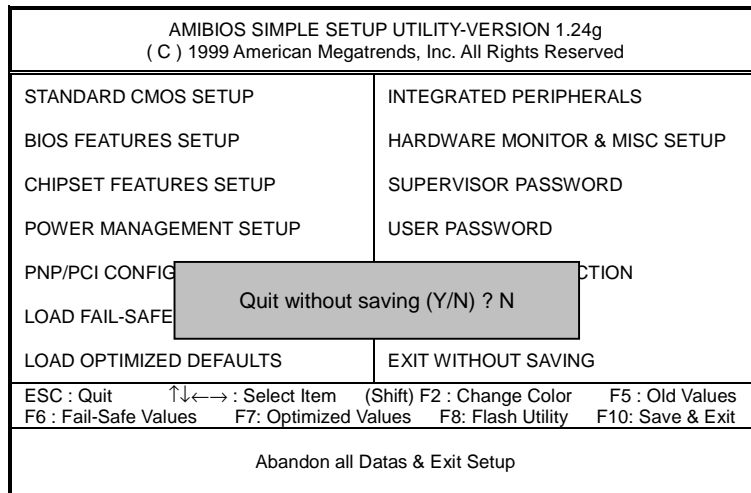 AMIBIOS SIMPLE SETUP UTILITY-VERSION 1.24g
( C ) 1999 American Megatrends, Inc. All Rights Reserved
STANDARD CMOS SETUP
BIOS FEATURES SETUP
CHIPSET FEATURES SETUP
POWER MANAGEMENT SETUP
PNP/PCI CONFIG
LOAD FAIL-SAFE
LOAD OPTIMIZED DEFAULTS
INTEGRATED PERIPHERALS
HARDWARE MONITOR & MISC SETUP
SUPERVISOR PASSWORD
USER PASSWORD
CTION
EXIT WITHOUT SAVING
Quit without saving (Y/N) ? N
ESC : Quit ↑↓←→ : Select Item (Shift) F2 : Change Color F5 : Old Values
F6 : Fail-Safe Values F7: Optimized Values F8: Flash Utility F10: Save & Exit
Abandon all Datas & Exit Setup